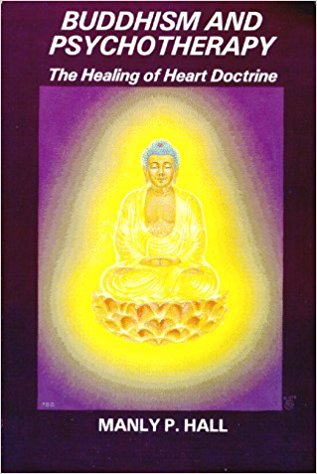 BUDDHISM AND
PSYCHOTHERAPY
The Healing of Heart Doctrine
MANLY P. HALL